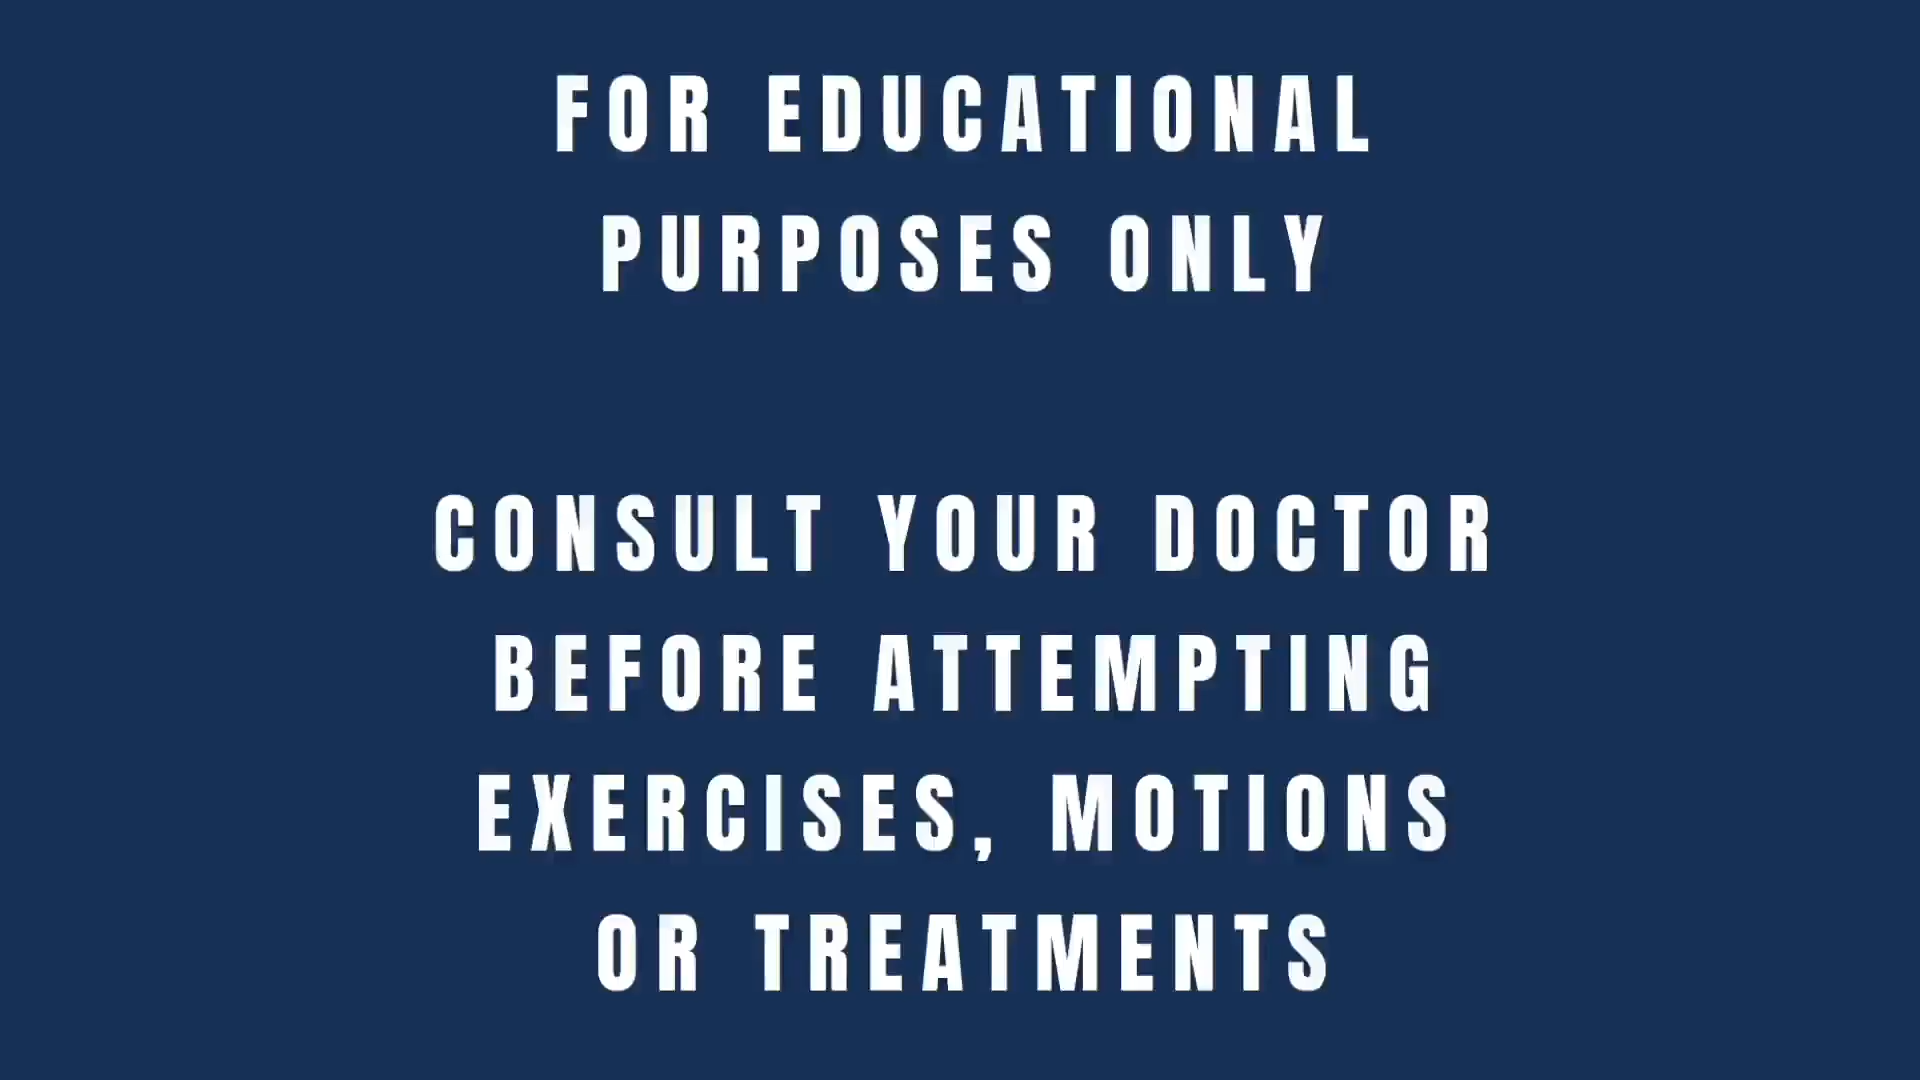 FOR EDUCATIONAL
PURPOSES ONLY
CONSULT YOUR DOCTOR
BEFORE ATTEMPTING
EXERCISES, MOTIONS
OR TREATMENTS